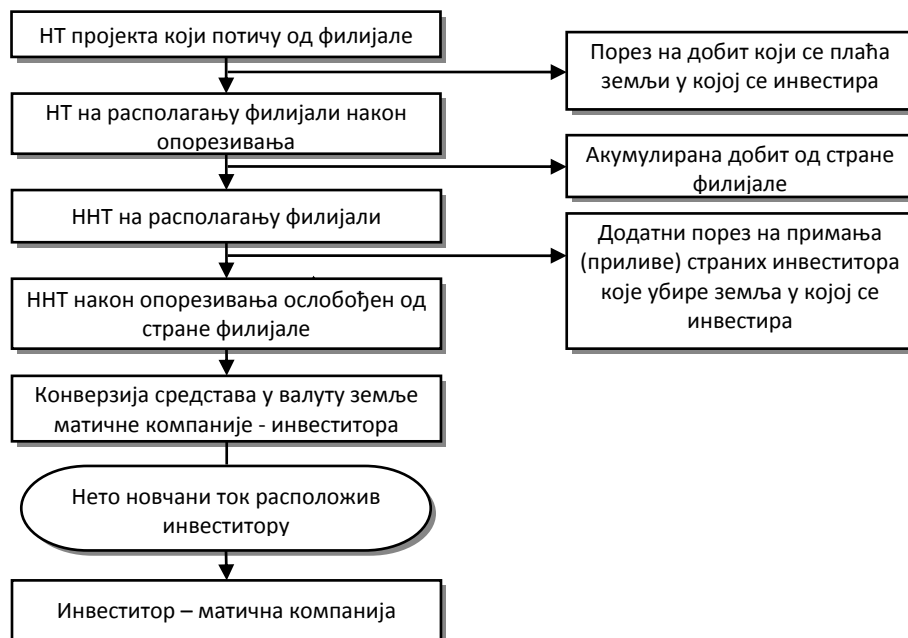 НТ пројекта који потичу од филијале
Порез на добит који се плаћа
земљи у којој се инвестира
НТ на располагању филијали након
опорезивања
Акумулирана добит од стране
филијале
ННТ на располагању филијали
Додатни порез на примања
(приливе) страних инвеститора
које убире земља у којој се
инвестира
ННТ након опорезивања ослобођен од
стране филијале
Конверзија средстава у валуту земље
матичне компаније - инвеститора
Нето новчани ток расположив
инвеститору
Инвеститор – матична компанија